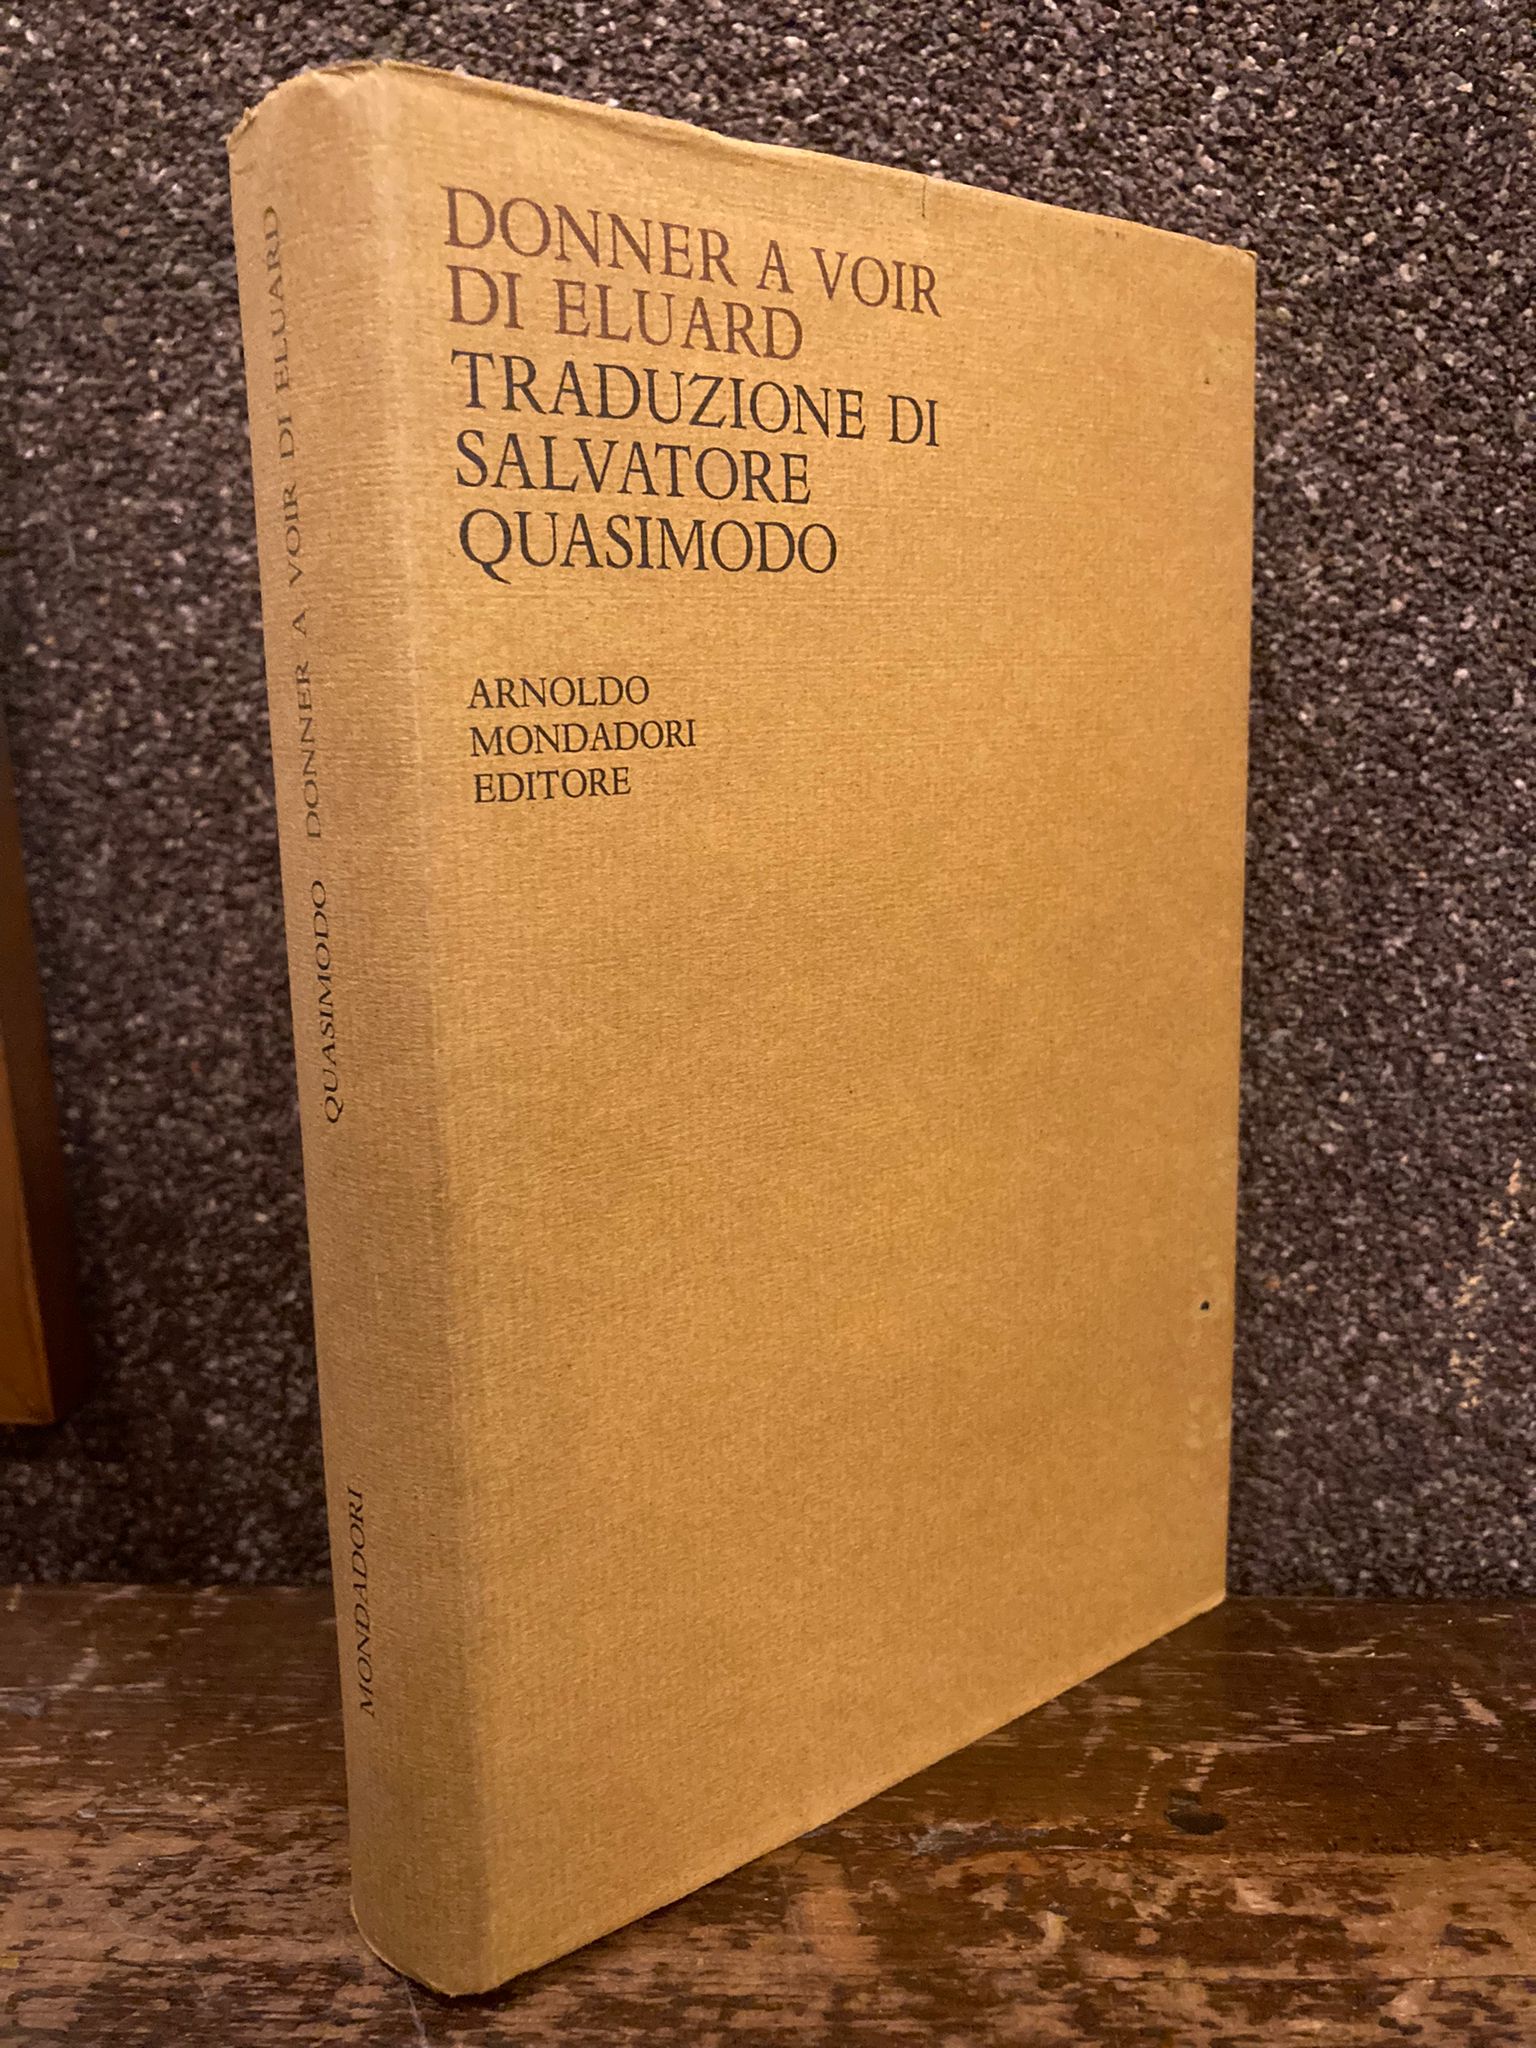 DONNER A VOIR
DI ELUARD
TRADUZIONE DI
SALVATORE
QUASIMODO
ARNOLDO
MONDADORI
EDITORE
QUASIMODO DONNER A VOIR DI ELUARD
MONDADORI